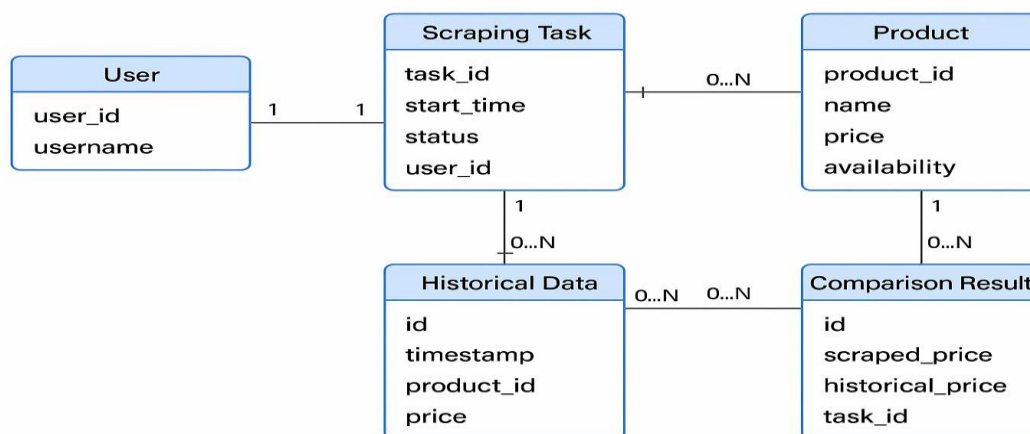 User
user_id
username
1
1
Scraping Task
task_id
start_time
status
user_id
0...N
Product
product_id
name
price
availability
1
0...N
1
0...N
Historical Data
id
timestamp
product_id
price
0...N
0...N
Comparison Result
id
scraped_price
historical_price
task_id